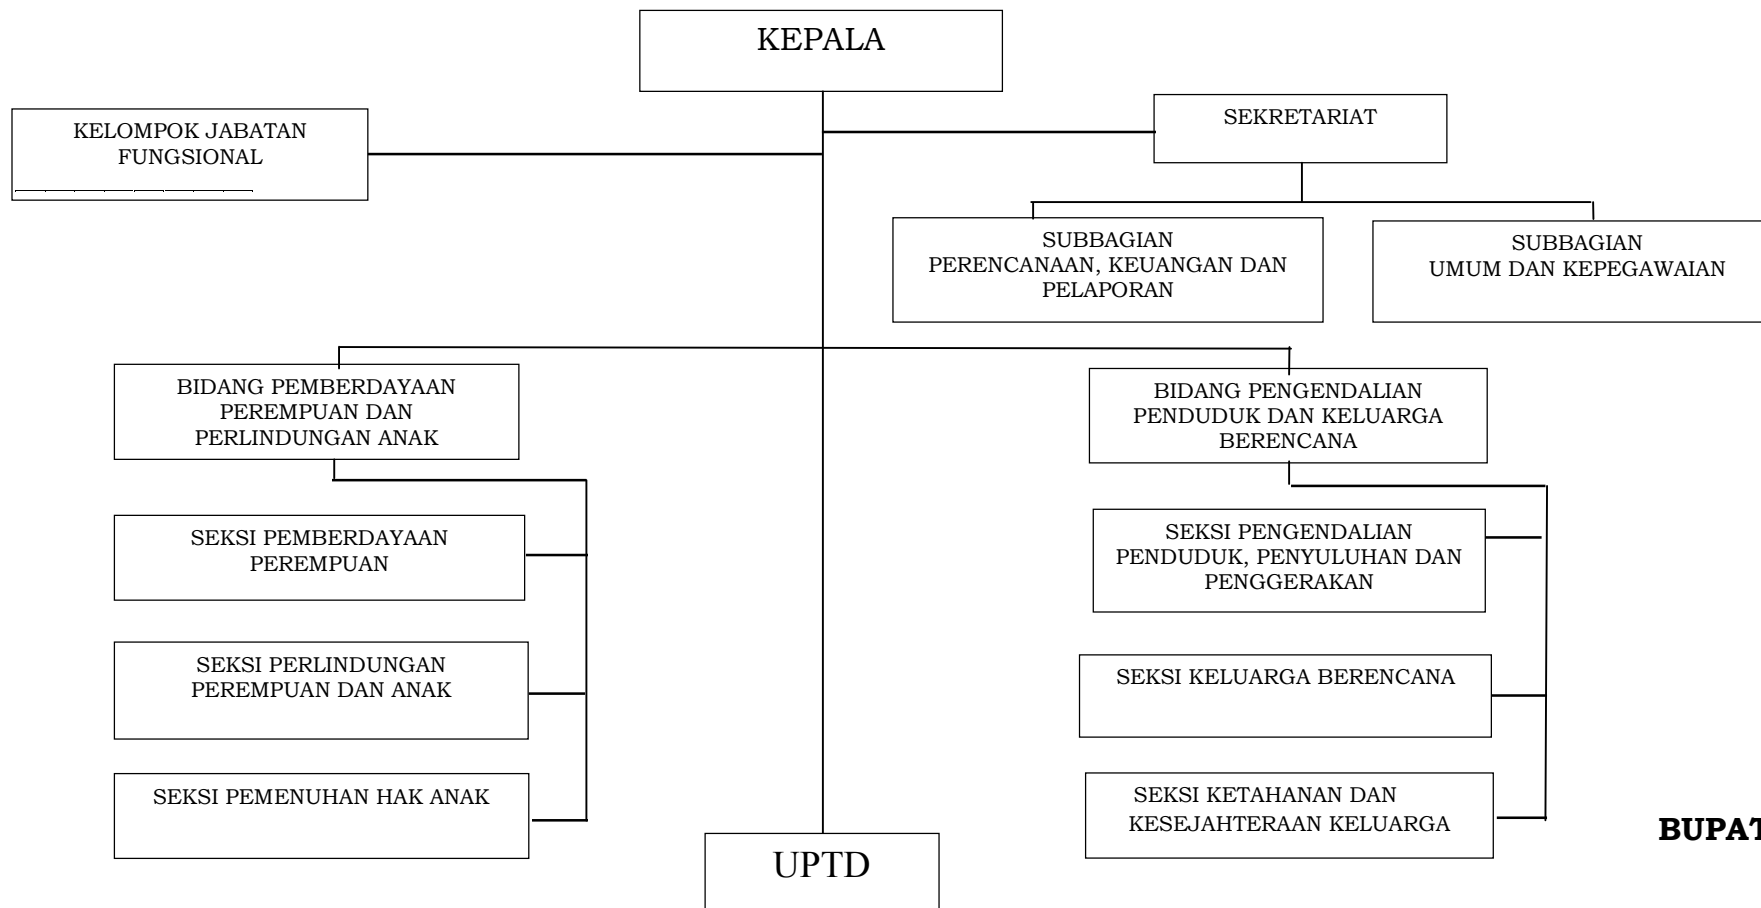 KEPALA
KELOMPOK JABATAN
FUNGSIONAL
SEKRETARIAT
SUBBAGIAN
PERENCANAAN, KEUANGAN DAN
PELAPORAN
SUBBAGIAN
UMUM DAN KEPEGAWAIAN
BIDANG PEMBERDAYAAN
PEREMPUAN DAN
PERLINDUNGAN ANAK
SEKSI PEMBERDAYAAN
PEREMPUAN
SEKSI PERLINDUNGAN
PEREMPUAN DAN ANAK
SEKSI PEMENUHAN HAK ANAK
BIDANG PENGENDALIAN
PENDUDUK DAN KELUARGA
BERENCANA
SEKSI PENGENDALIAN
PENDUDUK, PENYULUHAN DAN
PENGGERAKAN
SEKSI KELUARGA BERENCANA
SEKSI KETAHANAN DAN
KESEJAHTERAAN KELUARGA
UPTD
BUPAT